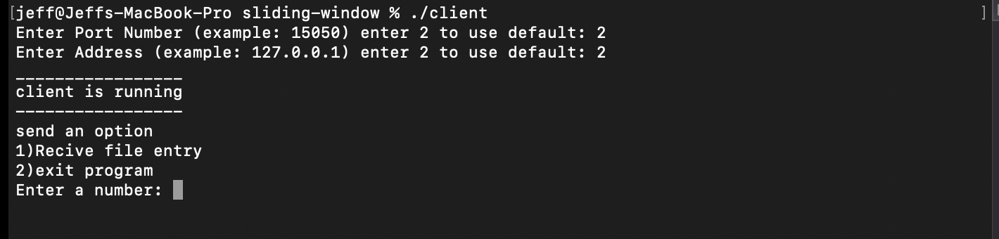 [jeff@Jeffs-MacBook-Pro sliding-window % ./client ]
Enter Port Number (example: 15050) enter 2 to use default: 2
Enter Address (example: 127.0.0.1) enter 2 to use default: 2
_________________
client is running
-----------------
send an option
1)Recive file entry
2)exit program
Enter a number: